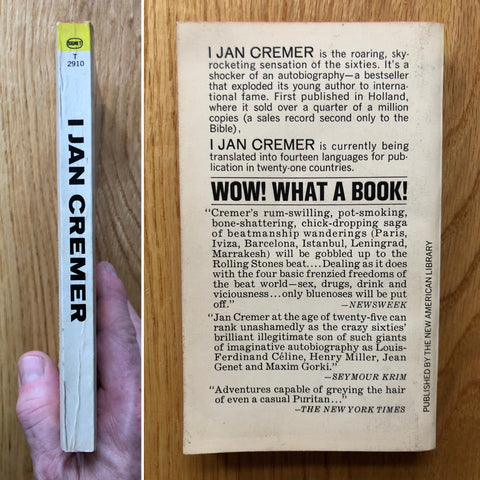 SIGNET
T
2910
I JAN CREMER
I JAN CREMER is the roaring, sky-
rocketing sensation of the sixties. It's a
shocker of an autobiography—a bestseller
that exploded its young author to interna-
tional fame. First published in Holland,
where it sold over a quarter of a million
copies (a sales record second only to the
Bible),
I JAN CREMER is currently being
translated into fourteen languages for pub-
lication in twenty-one countries.
WOW! WHAT A BOOK!
"Cremer's rum-swilling, pot-smoking,
bone-shattering, chick-dropping saga
of beatmanship wanderings (Paris,
Iviza, Barcelona, Istanbul, Leningrad,
Marrakesh) will be gobbled up to the
Rolling Stones beat....Dealing as it does
with the four basic frenzied freedoms of
the beat world—sex, drugs, drink and
viciousness...only bluenoses will be put
off."
—NEWSWEEK
"Jan Cremer at the age of twenty-five can
rank unashamedly as the crazy sixties'
brilliant illegitimate son of such giants
of imaginative autobiography as Louis-
Ferdinand Céline, Henry Miller, Jean
Genet and Maxim Gorki."
—SEYMOUR KRIM
"Adventures capable of greying the hair
of even a casual Puritan..."
—THE NEW YORK TIMES
PUBLISHED BY THE NEW AMERICAN LIBRARY